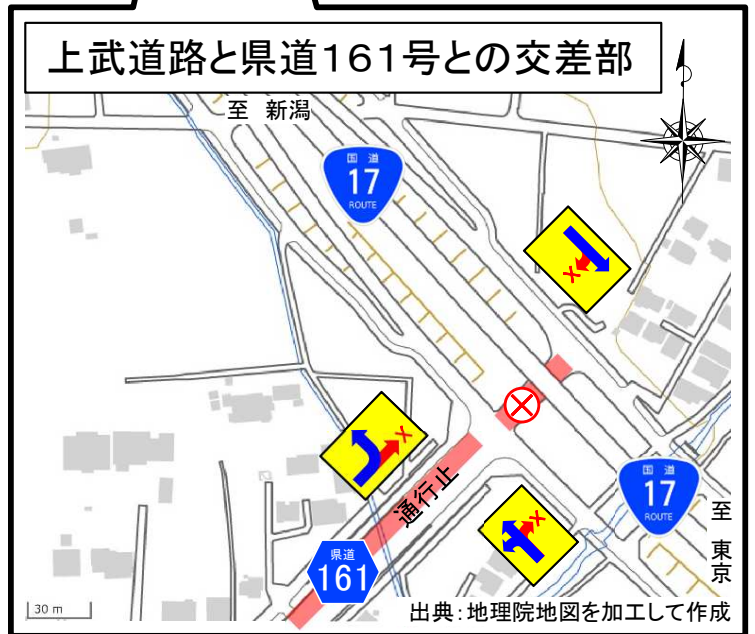 上武道路と県道161号との交差部
至 新潟
国道
17
ROUTE
X
X
通行止
X
国道
17
ROUTE
至
東京
県道
161
30 m
出典:地理院地図を加工して作成